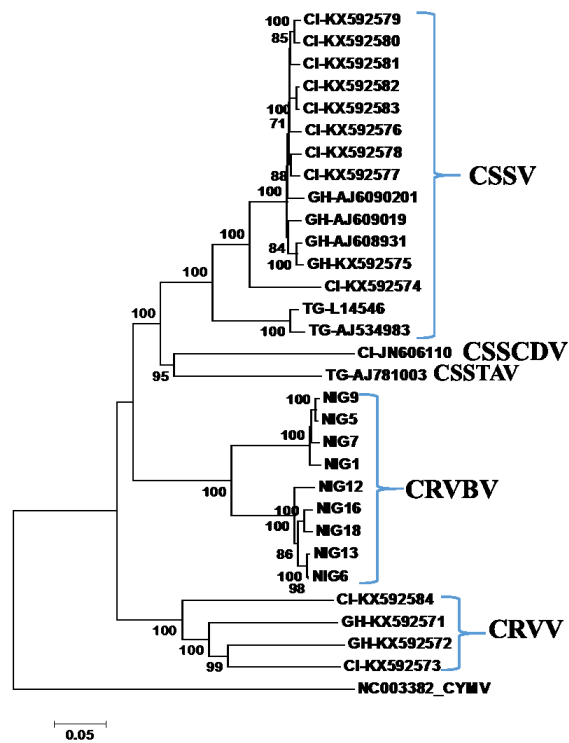 100 CI-KX592579
85 CI-KX592580
CI-KX592581
CI-KX592582
100 CI-KX592583
71 CI-KX592576
CI-KX592578
88 CI-KX592577
CSSV
100 GH-AJ6090201
GH-AJ609019
100 84 GH-AJ608931
100 GH-KX592575
100 CI-KX592574
TG-L14546
100 TG-AJ534983
100 CI-JN606110 CSSCDV
95 TG-AJ781003 CSSTAV
100 NIG9
NIG5
100 NIG7
NIG1
100 NIG12
CRVBV
100 NIG16
100 NIG18
86 NIG13
100 NIG6
98
CI-KX592584
100 GH-KX592571
CRVV
100 GH-KX592572
99 CI-KX592573
NC003382_CYMV
0.05